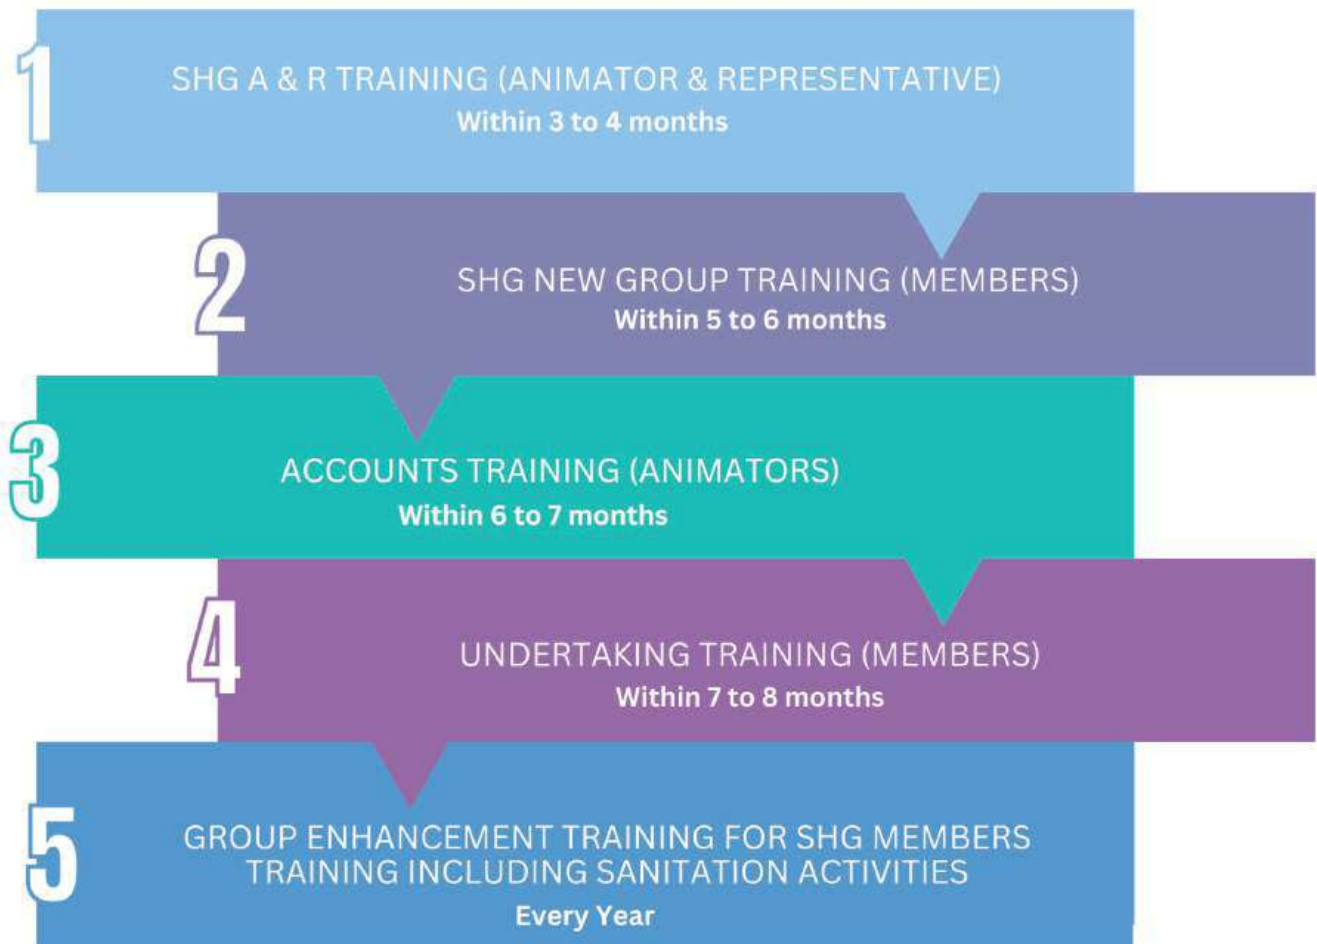 1
SHG A & R TRAINING (ANIMATOR & REPRESENTATIVE)
Within 3 to 4 months
2
SHG NEW GROUP TRAINING (MEMBERS)
Within 5 to 6 months
3
ACCOUNTS TRAINING (ANIMATORS)
Within 6 to 7 months
4
UNDERTAKING TRAINING (MEMBERS)
Within 7 to 8 months
5
GROUP ENHANCEMENT TRAINING FOR SHG MEMBERS
TRAINING INCLUDING SANITATION ACTIVITIES
Every Year